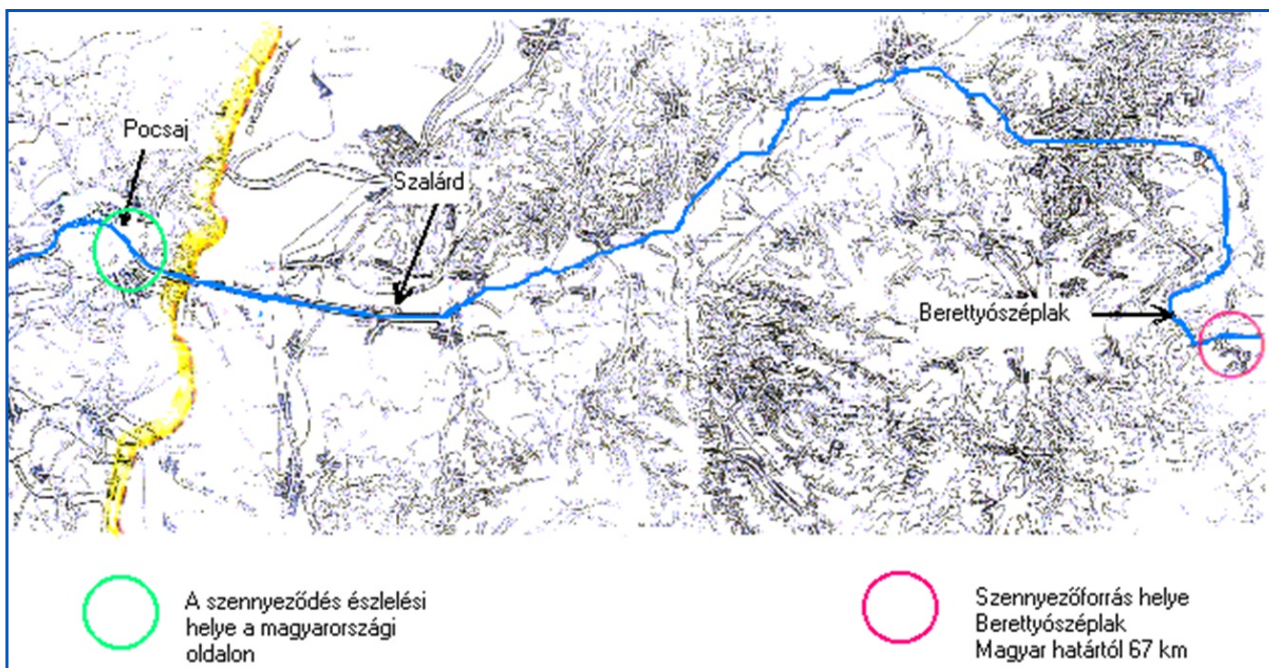 Pocsaj
Szalárd
Berettyószéplak
A szennyeződés észlelési
helye a magyarországi
oldalon
Szennyezőforrás helye
Berettyószéplak
Magyar határtól 67 km